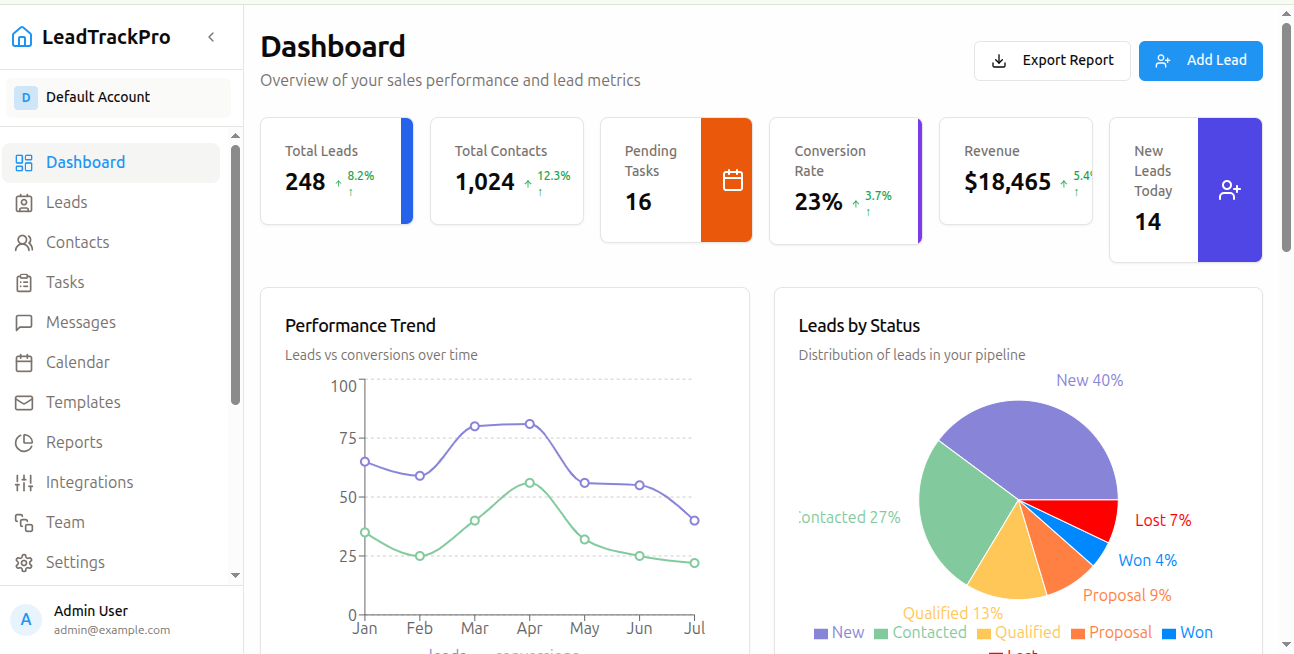 LeadTrackPro
D Default Account
Dashboard
Leads
Contacts
Tasks
Messages
Calendar
Templates
Reports
Integrations
Team
Settings
A
Admin User
admin@example.com
Dashboard
Overview of your sales performance and lead metrics
Export Report
Add Lead
Total Leads
248 ↑ 8.2% ↑
Total Contacts
1,024 ↑ 12.3% ↑
Pending
Tasks
16
Conversion
Rate
23% ↑ 3.7% ↑
Revenue
$18,465 ↑ 5.4 ↑
New
Leads
Today
14
Performance Trend
Leads vs conversions over time
100
75
50
25
0
Jan Feb Mar Apr May Jun Jul
leads conversions
Leads by Status
Distribution of leads in your pipeline
New 40%
ontacted 27%
Lost 7%
Won 4%
Proposal 9%
Qualified 13%
New Contacted Qualified Proposal Won
Lost